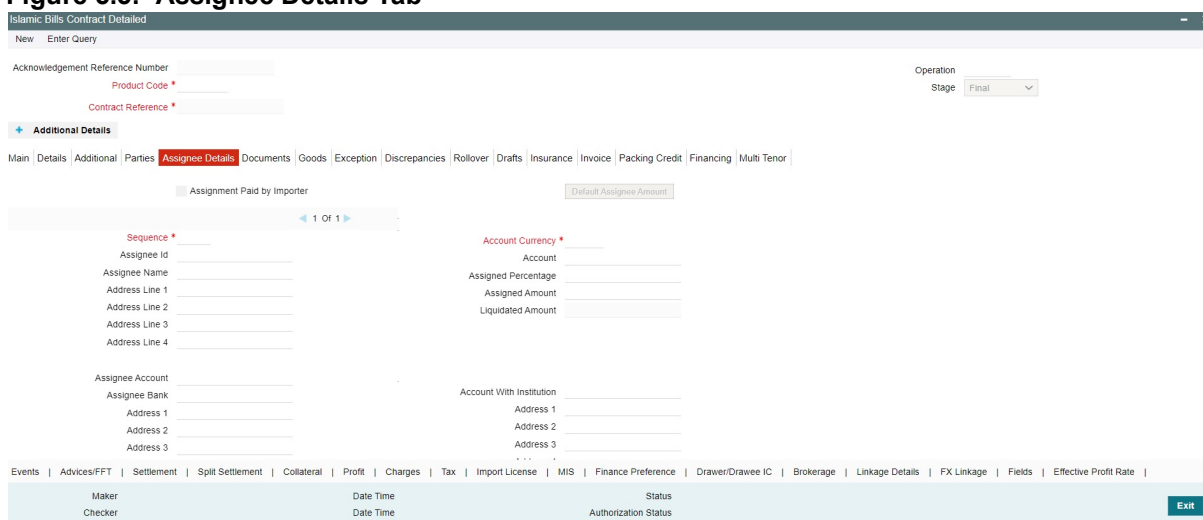 Figure 5.5: Assignee Details Tab
Islamic Bills Contract Detailed
New Enter Query
Acknowledgement Reference Number
Operation
Product Code *
Stage Final
Contract Reference *
+ Additional Details
Main Details Additional Parties Assignee Details Documents Goods Exception Discrepancies Rollover Drafts Insurance Invoice Packing Credit Financing Multi Tenor
Assignment Paid by Importer
Default Assignee Amount
1 Of 1
Sequence *
Account Currency *
Assignee Id
Account
Assignee Name
Assigned Percentage
Address Line 1
Assigned Amount
Address Line 2
Liquidated Amount
Address Line 3
Address Line 4
Assignee Account
Account With Institution
Assignee Bank
Address 1
Address 1
Address 2
Address 2
Address 3
Address 3
Events | Advices/FFT | Settlement | Split Settlement | Collateral | Profit | Charges | Tax | Import License | MIS | Finance Preference | Drawer/Drawee IC | Brokerage | Linkage Details | FX Linkage | Fields | Effective Profit Rate |
Maker Date Time Status
Checker Date Time Authorization Status
Exit